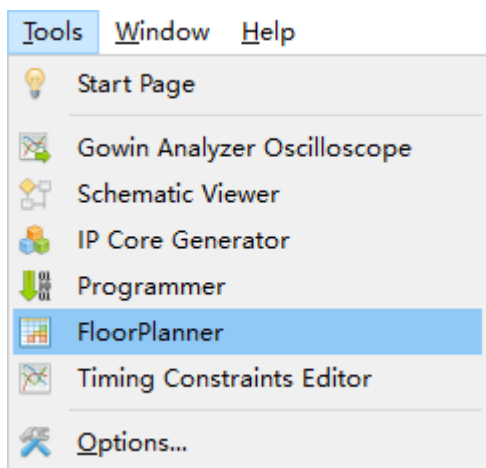 Tools Window Help
Start Page
Gowin Analyzer Oscilloscope
Schematic Viewer
IP Core Generator
Programmer
FloorPlanner
Timing Constraints Editor
Options...